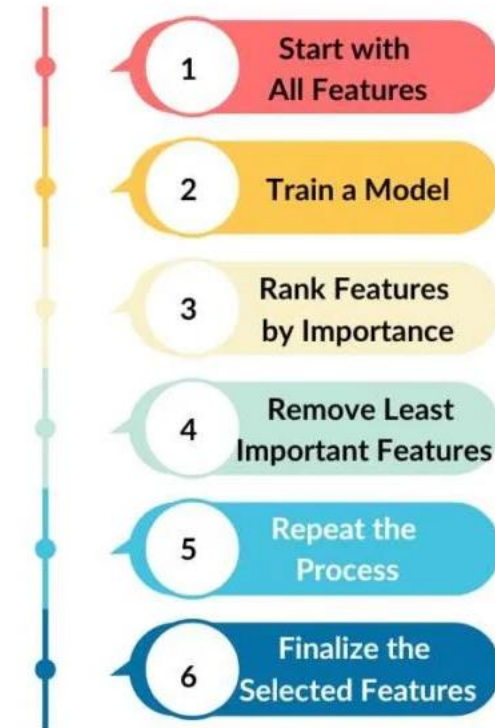 1
Start with
All Features
2
Train a Model
3
Rank Features
by Importance
4
Remove Least
Important Features
5
Repeat the
Process
6
Finalize the
Selected Features